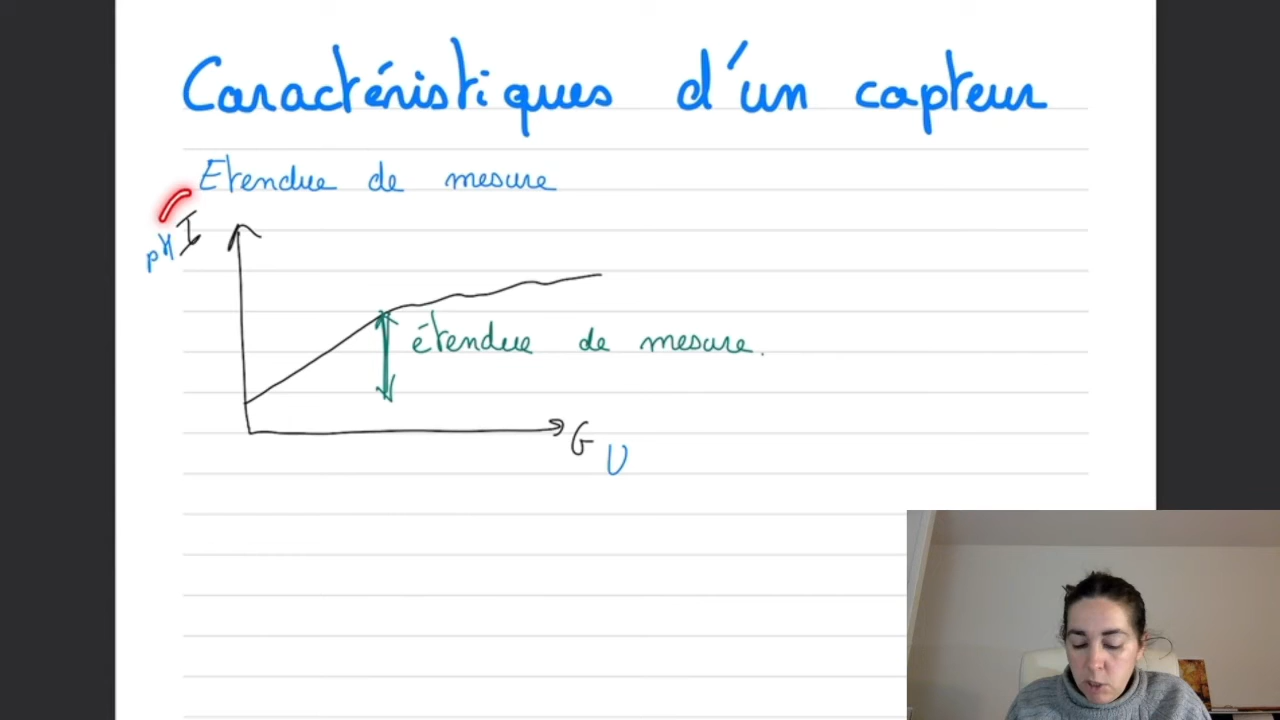 Caractéristiques d'un capteur
Etendue de mesure
I
pH
étendue de mesure.
G
U